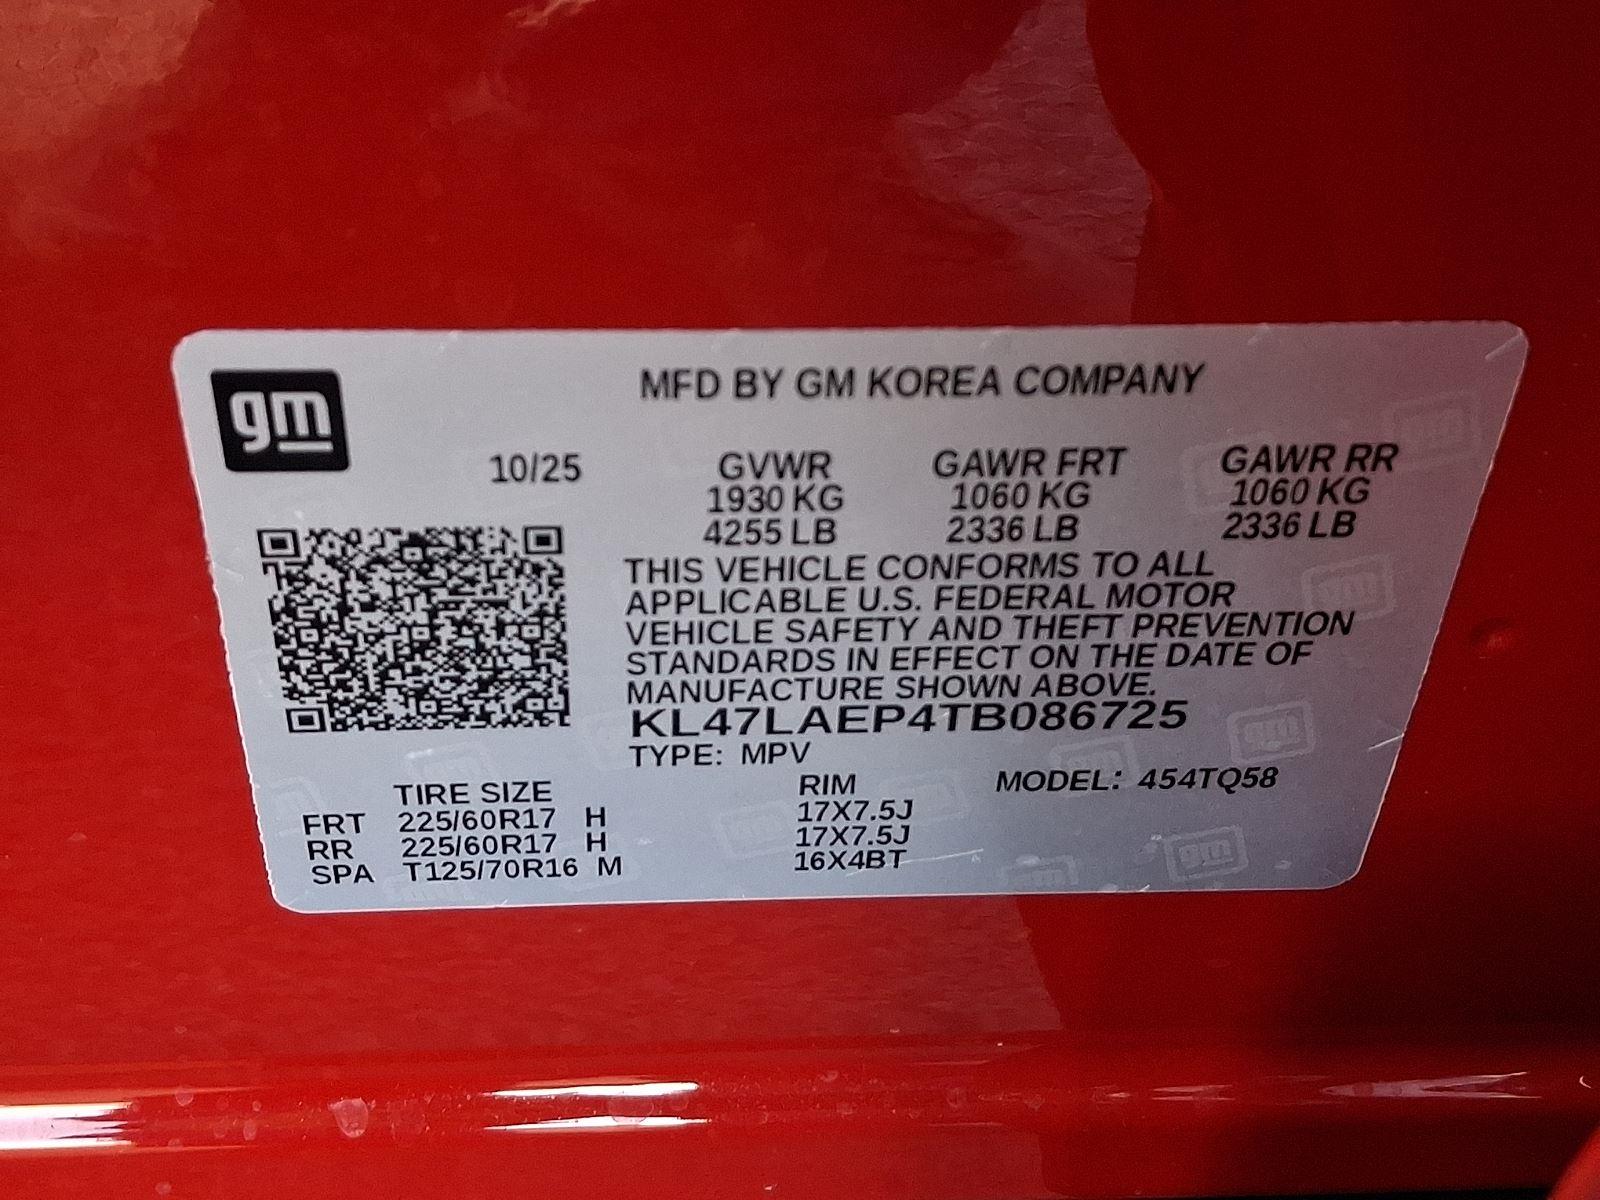 gm
MFD BY GM KOREA COMPANY
10/25 GVWR GAWR FRT GAWR RR
1930 KG 1060 KG 1060 KG
4255 LB 2336 LB 2336 LB
THIS VEHICLE CONFORMS TO ALL
APPLICABLE U.S. FEDERAL MOTOR
VEHICLE SAFETY AND THEFT PREVENTION
STANDARDS IN EFFECT ON THE DATE OF
MANUFACTURE SHOWN ABOVE.
KL47LAEP4TB086725
TYPE: MPV
TIRE SIZE RIM MODEL: 454TQ58
FRT 225/60R17 H 17X7.5J
RR 225/60R17 H 17X7.5J
SPA T125/70R16 M 16X4BT